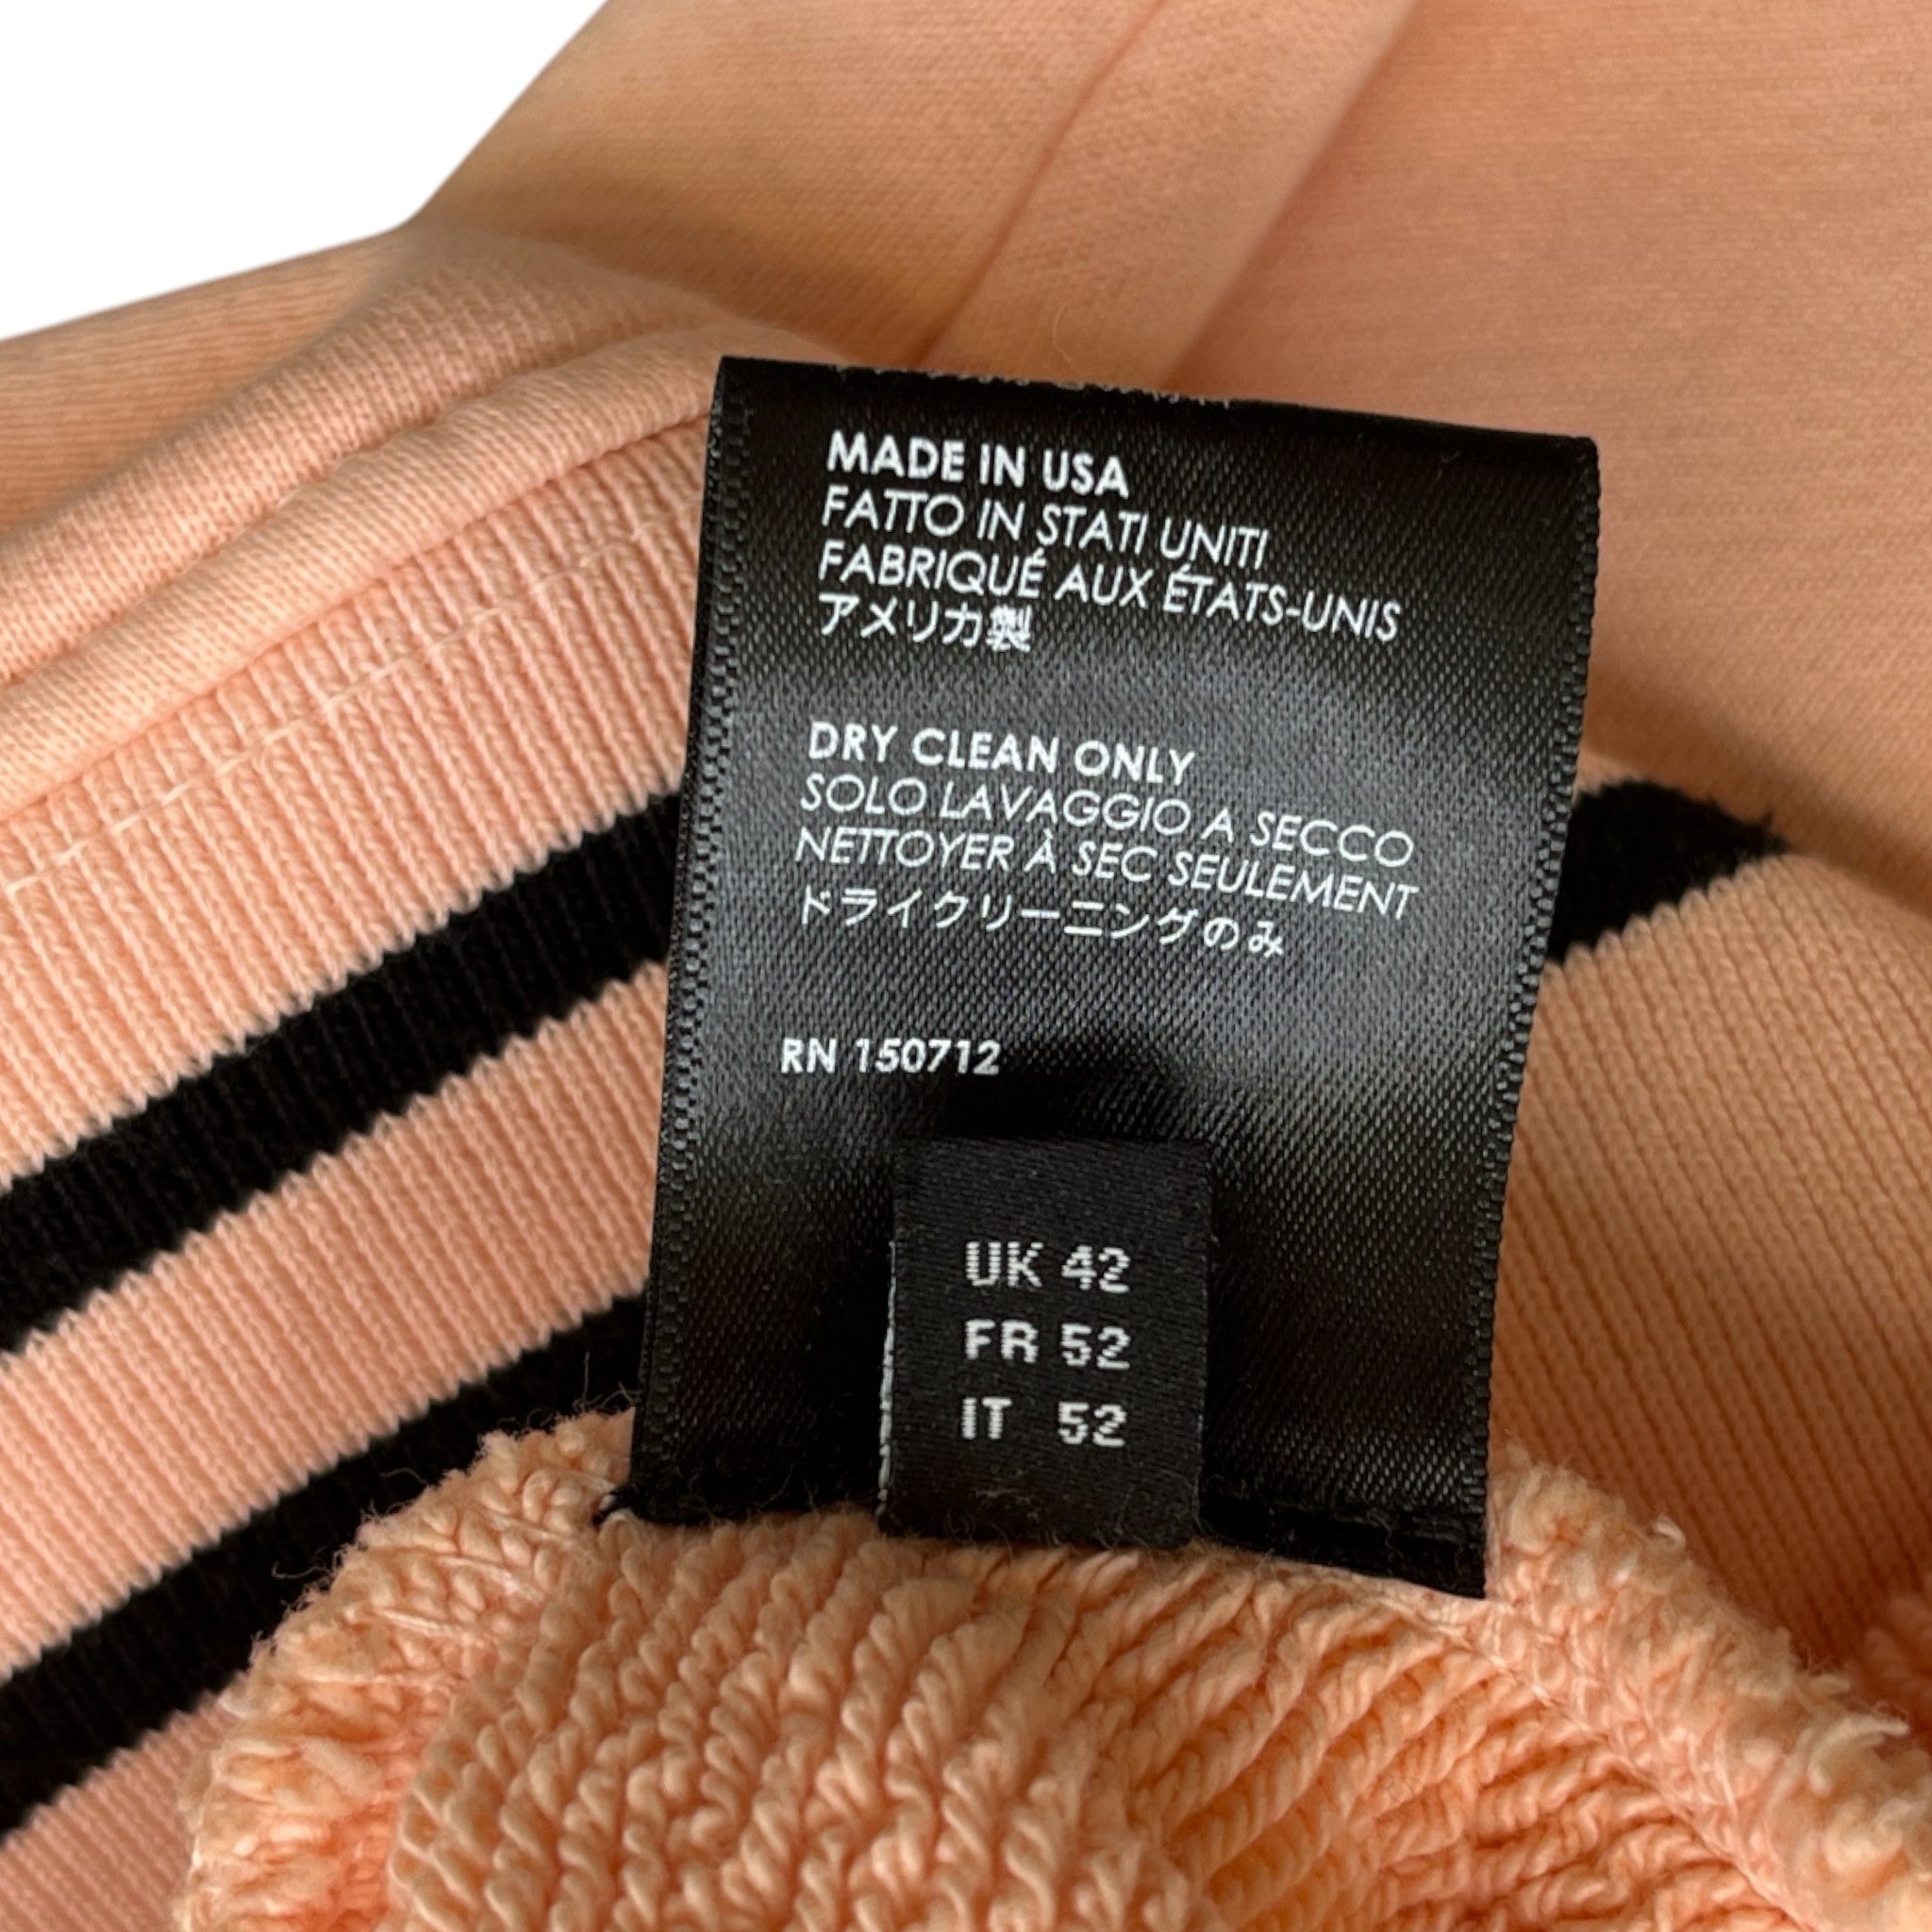 MADE IN USA
FATTO IN STATI UNITI
FABRIQUÉ AUX ÉTATS-UNIS
アメリカ製
DRY CLEAN ONLY
SOLO LAVAGGIO A SECCO
NETTOYER À SEC SEULEMENT
ドライクリーニングのみ
RN 150712
UK 42
FR 52
IT 52